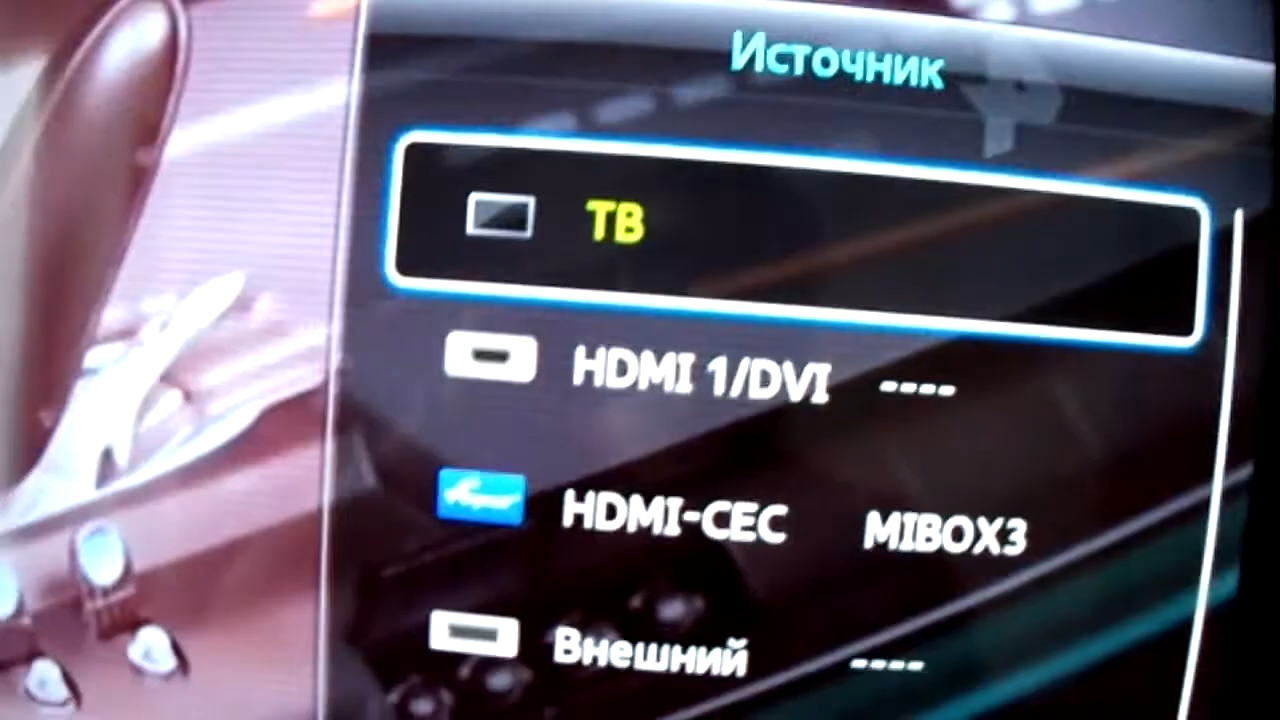 Источник
ТВ
HDMI 1/DVI ----
HDMI-CEC MIBOX3
Внешний ----